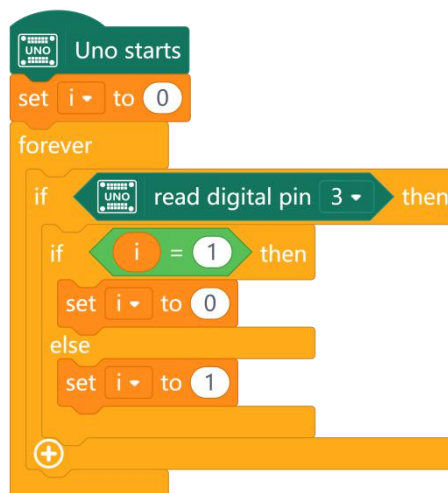 UNO Uno starts
set i to 0
forever
if UNO read digital pin 3 then
if i = 1 then
set i to 0
else
set i to 1